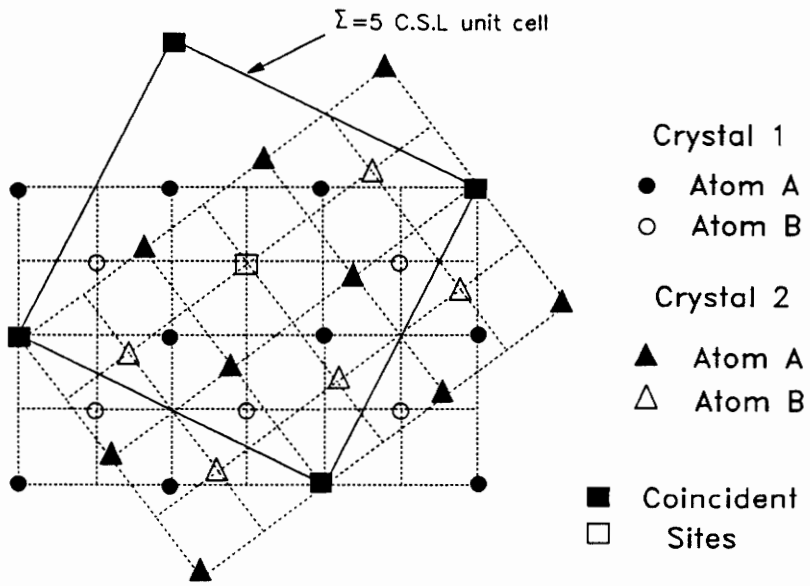 Σ=5 C.S.L unit cell
Crystal 1
Atom A
Atom B
Crystal 2
Atom A
Atom B
Coincident
Sites